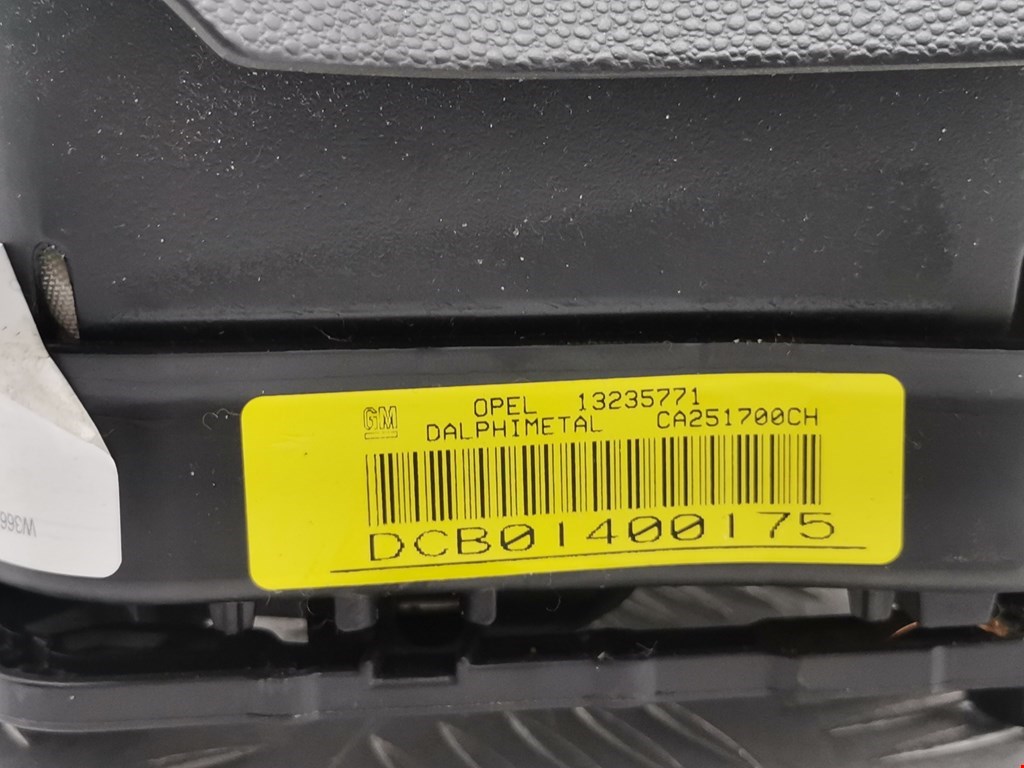 GM OPEL 13235771
DALPHIMETAL CA251700CH
DCB01400175